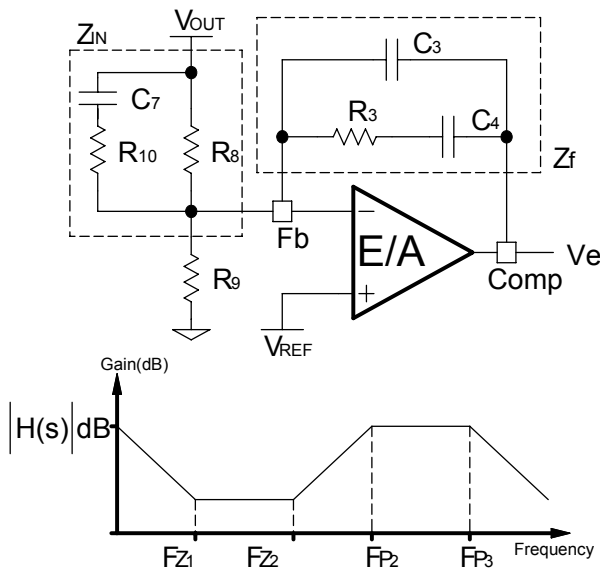 ZIN
VOUT
C7
R10
R8
C3
R3
C4
Zf
Fb
R9
E/A
−
+
VREF
Comp
Ve
Gain(dB)
|H(s)|dB
FZ1
FZ2
FP2
FP3
Frequency